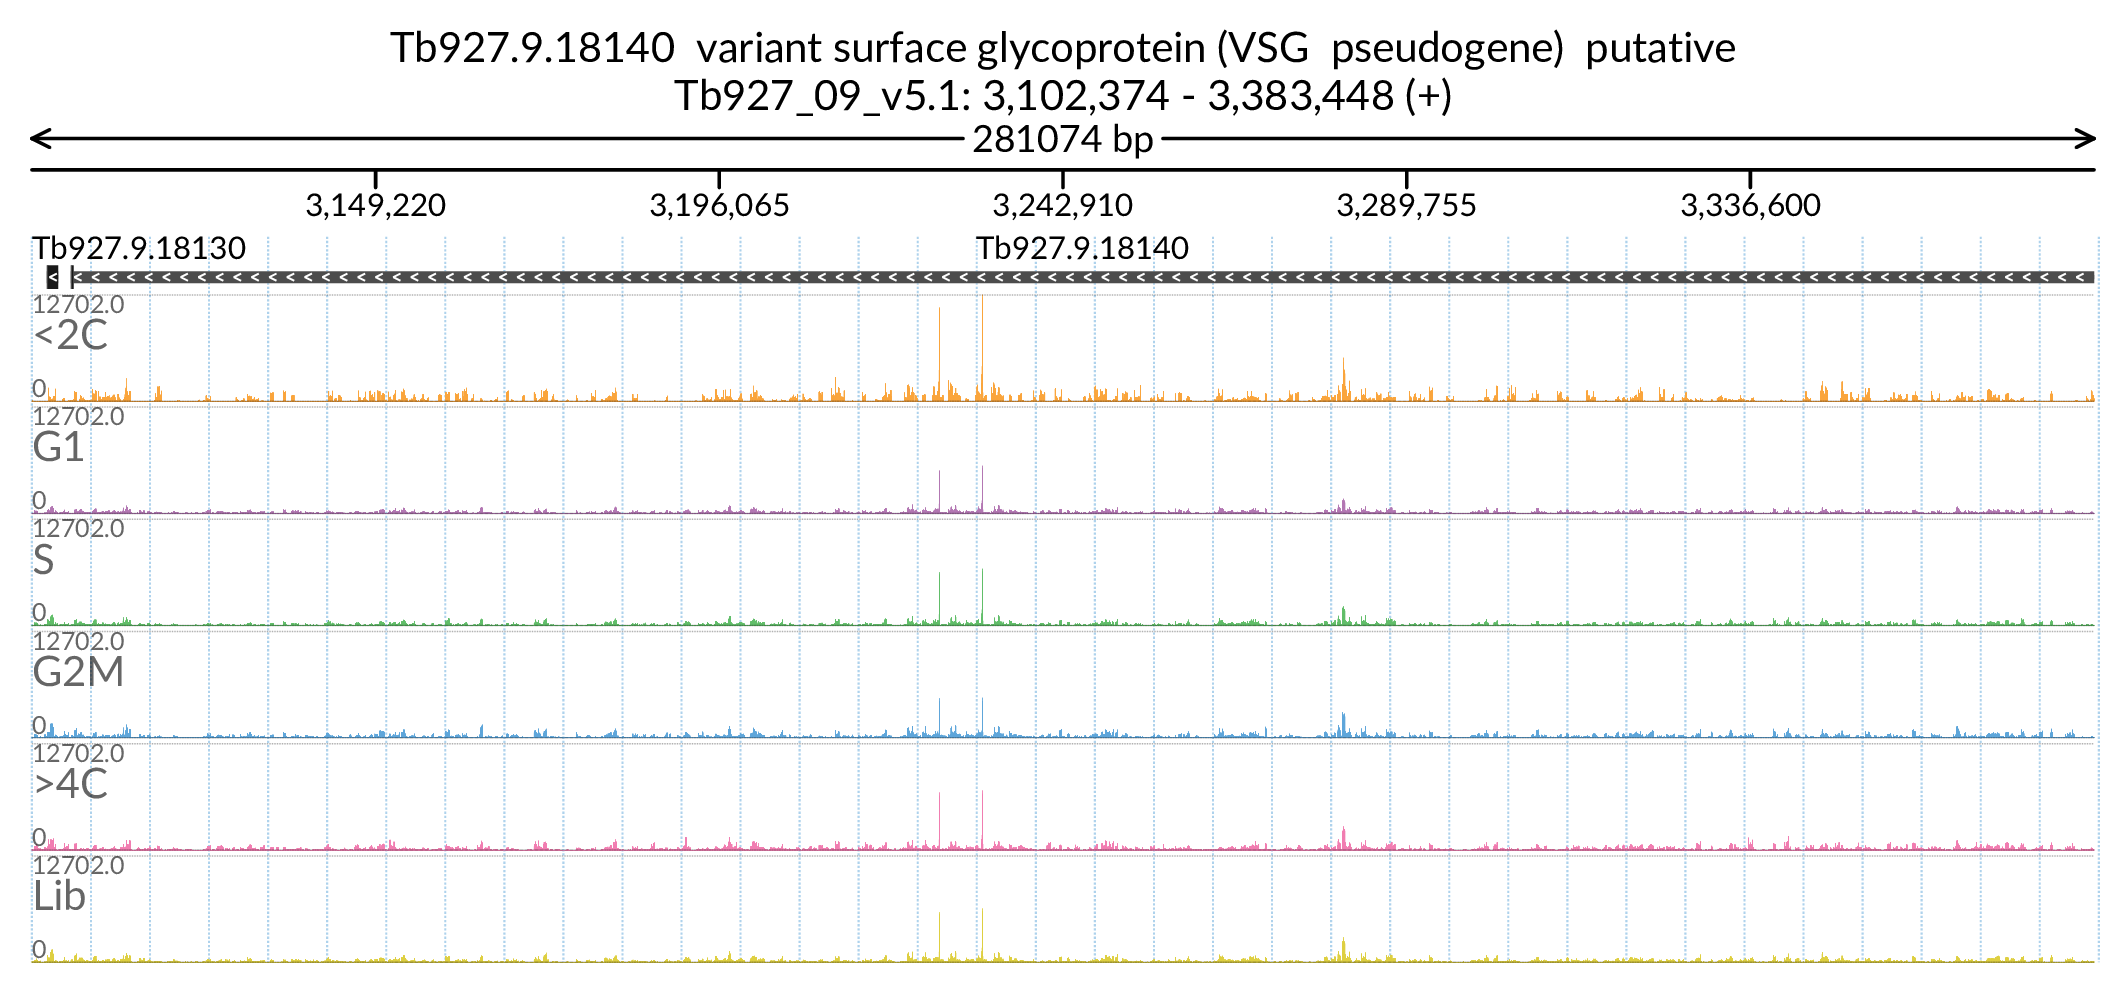 Tb927.9.18140  variant surface glycoprotein (VSG  pseudogene)  putative
Tb927_09_v5.1: 3,102,374 - 3,383,448 (+)
281074 bp
3,149,220 3,196,065 3,242,910 3,289,755 3,336,600
Tb927.9.18130 Tb927.9.18140
12702.0
<2C
0
12702.0
G1
0
12702.0
S
0
12702.0
G2M
0
12702.0
>4C
0
12702.0
Lib
0